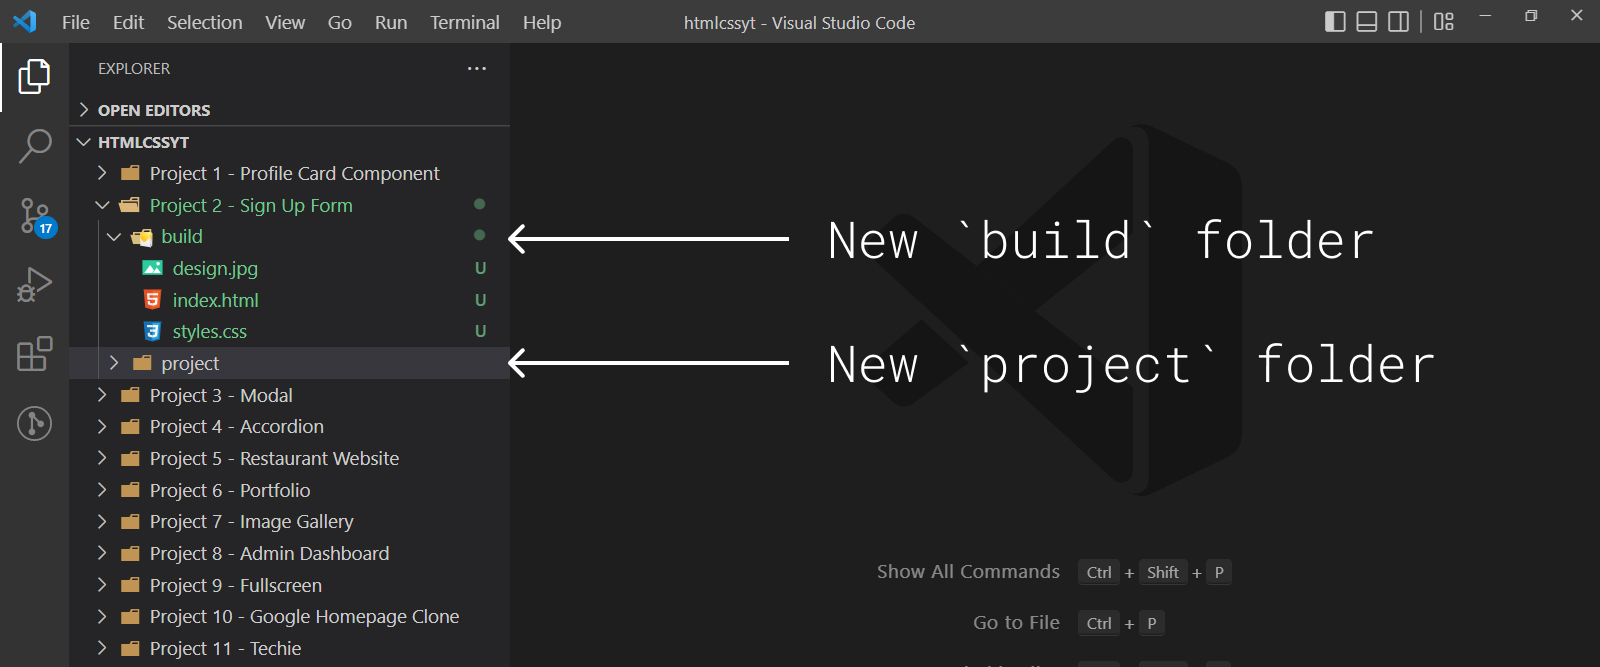 File Edit Selection View Go Run Terminal Help htmlcssyt - Visual Studio Code
EXPLORER ...
OPEN EDITORS
HTMLCSSYT
Project 1 - Profile Card Component
Project 2 - Sign Up Form
build
design.jpg U
index.html U
styles.css U
project
Project 3 - Modal
Project 4 - Accordion
Project 5 - Restaurant Website
Project 6 - Portfolio
Project 7 - Image Gallery
Project 8 - Admin Dashboard
Project 9 - Fullscreen
Project 10 - Google Homepage Clone
Project 11 - Techie
17
New `build` folder
New `project` folder
Show All Commands Ctrl + Shift + P
Go to File Ctrl + P